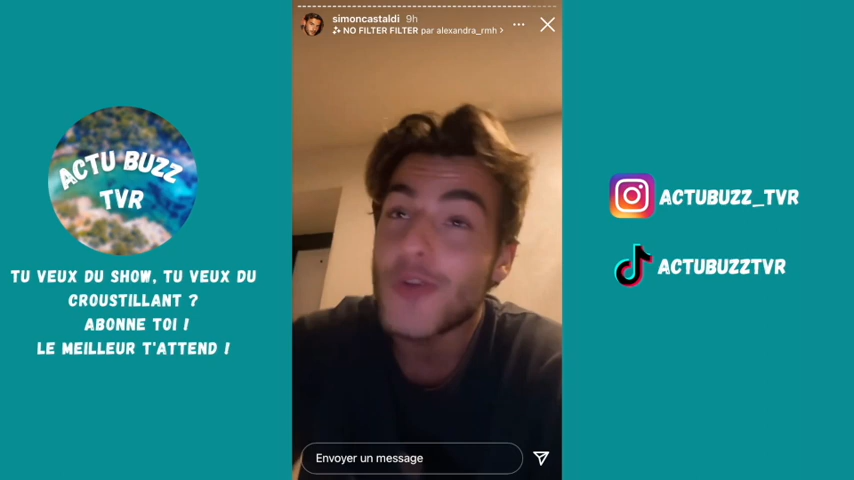 simoncastaldi 9h
NO FILTER FILTER par alexandra_rmh >
ACTU BUZZ
TVR
TU VEUX DU SHOW, TU VEUX DU
CROUSTILLANT ?
ABONNE TOI !
LE MEILLEUR T'ATTEND !
ACTUBUZZ_TVR
ACTUBUZZTVR
Envoyer un message